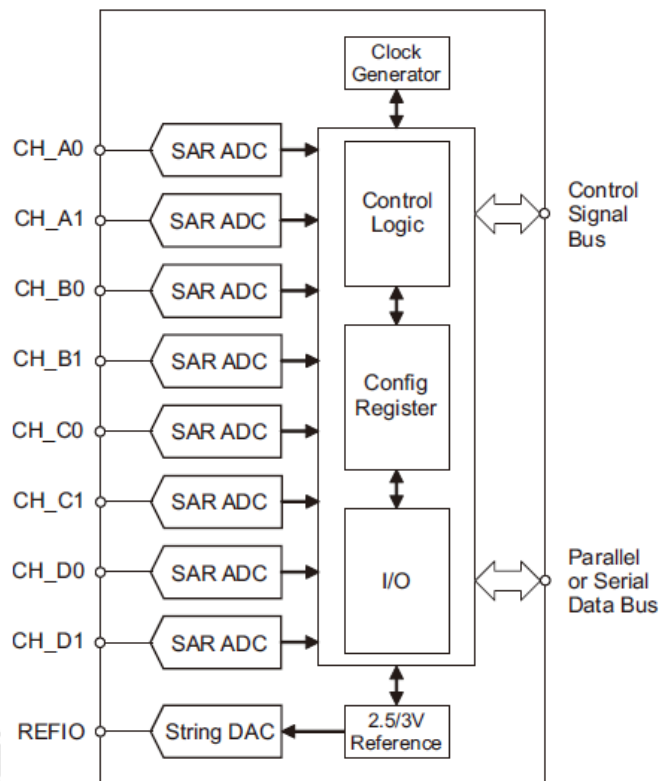 Clock
Generator
CH_A0
SAR ADC
CH_A1
SAR ADC
CH_B0
SAR ADC
CH_B1
SAR ADC
CH_C0
SAR ADC
CH_C1
SAR ADC
CH_D0
SAR ADC
CH_D1
SAR ADC
REFIO
String DAC
Control
Logic
Config
Register
I/O
2.5/3V
Reference
Control
Signal
Bus
Parallel
or Serial
Data Bus